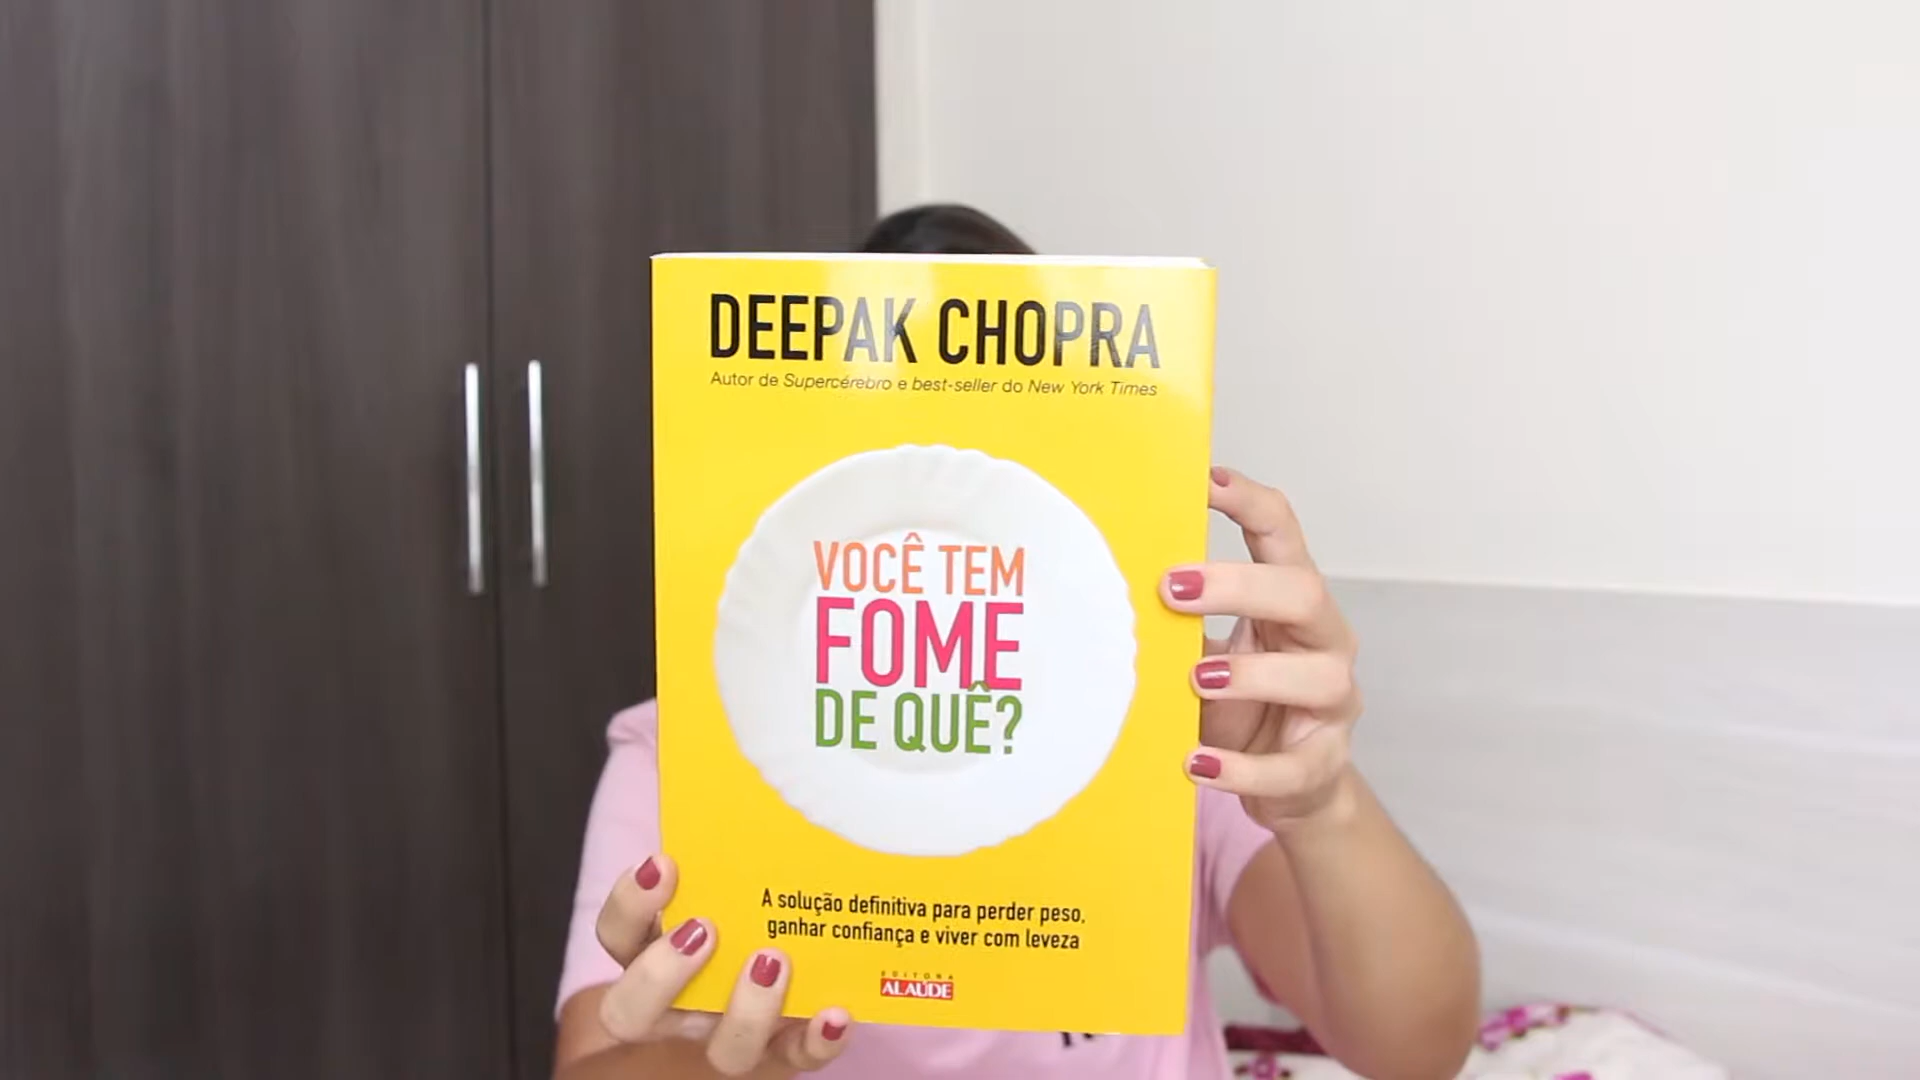 DEEPAK CHOPRA
Autor de Supercérebro e best-seller do New York Times
VOCÊ TEM
FOME
DE QUÊ?
A solução definitiva para perder peso,
ganhar confiança e viver com leveza
EDITORA
ALAÚDE